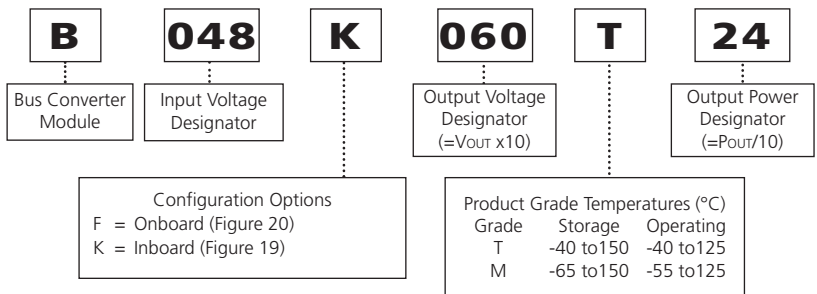 B 048 K 060 T 24
Bus Converter
Module
Input Voltage
Designator
Output Voltage
Designator
(=VOUT x10)
Output Power
Designator
(=POUT/10)
Configuration Options
F = Onboard (Figure 20)
K = Inboard (Figure 19)
Product Grade Temperatures (°C)
Grade Storage Operating
T -40 to150 -40 to125
M -65 to150 -55 to125